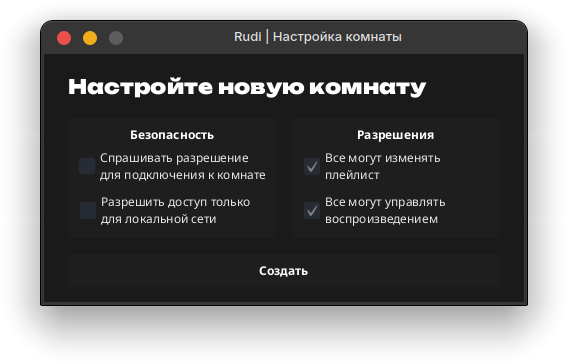 Rudi | Настройка комнаты
Настройте новую комнату
Безопасность
Спрашивать разрешение
для подключения к комнате
Разрешить доступ только
для локальной сети
Разрешения
Все могут изменять
плейлист
Все могут управлять
воспроизведением
Создать